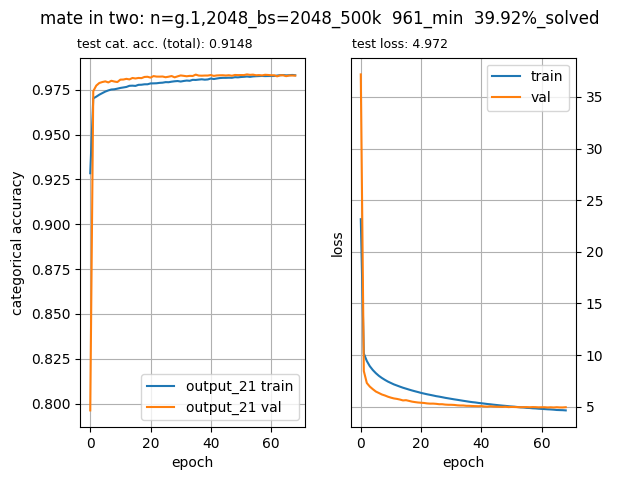 mate in two: n=g.1,2048_bs=2048_500k  961_min  39.92%_solved
test cat. acc. (total): 0.9148
categorical accuracy
0.975
0.950
0.925
0.900
0.875
0.850
0.825
0.800
output_21 train
output_21 val
0
20
40
60
epoch
test loss: 4.972
loss
train
val
35
30
25
20
15
10
5
0
20
40
60
epoch